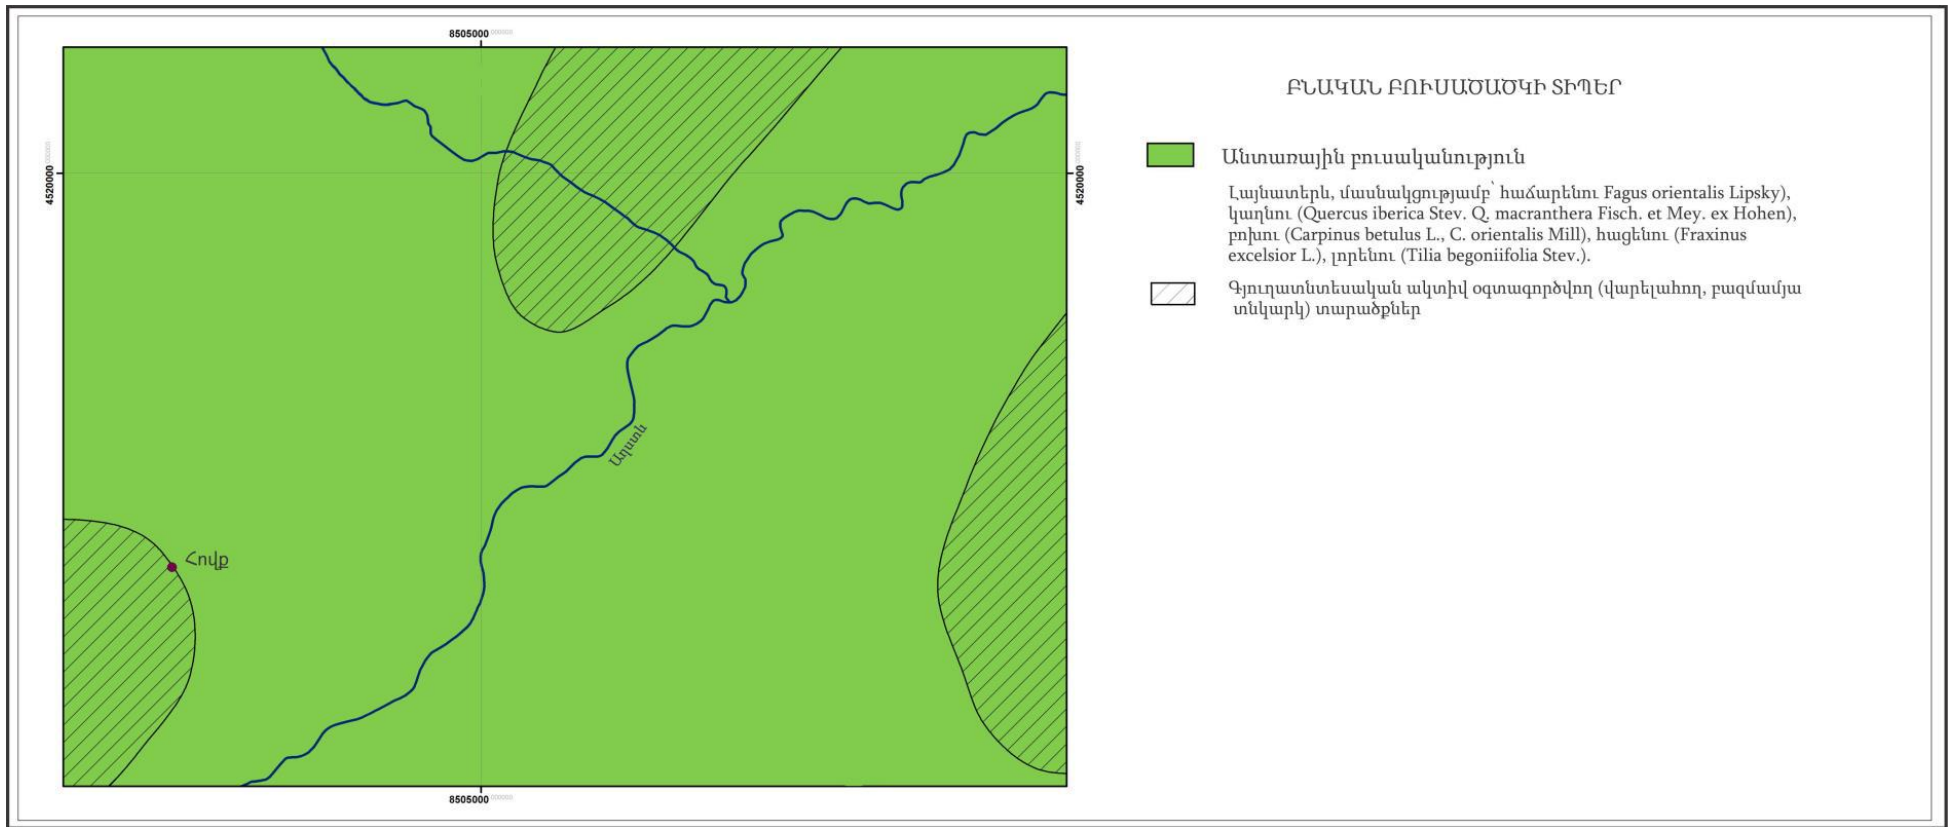 8505000
4520000
4520000
Աղստև
Հովք
8505000
ԲՆԱԿԱՆ ԲՈՒՍԱԾԱԾԿԻ ՏԻՊԵՐ
Անտառային բուսականություն
Լայնատերև, մասնակցությամբ՝ հաճարենու Fagus orientalis Lipsky),
կաղնու (Quercus iberica Stev. Q. macranthera Fisch. et Mey. ex Hohen),
բոխու (Carpinus betulus L., C. orientalis Mill), հացենու (Fraxinus
excelsior L.), լորենու (Tilia begoniifolia Stev.).
Գյուղատնտեսական ակտիվ օգտագործվող (վարելահող, բազմամյա
տնկարկ) տարածքներ